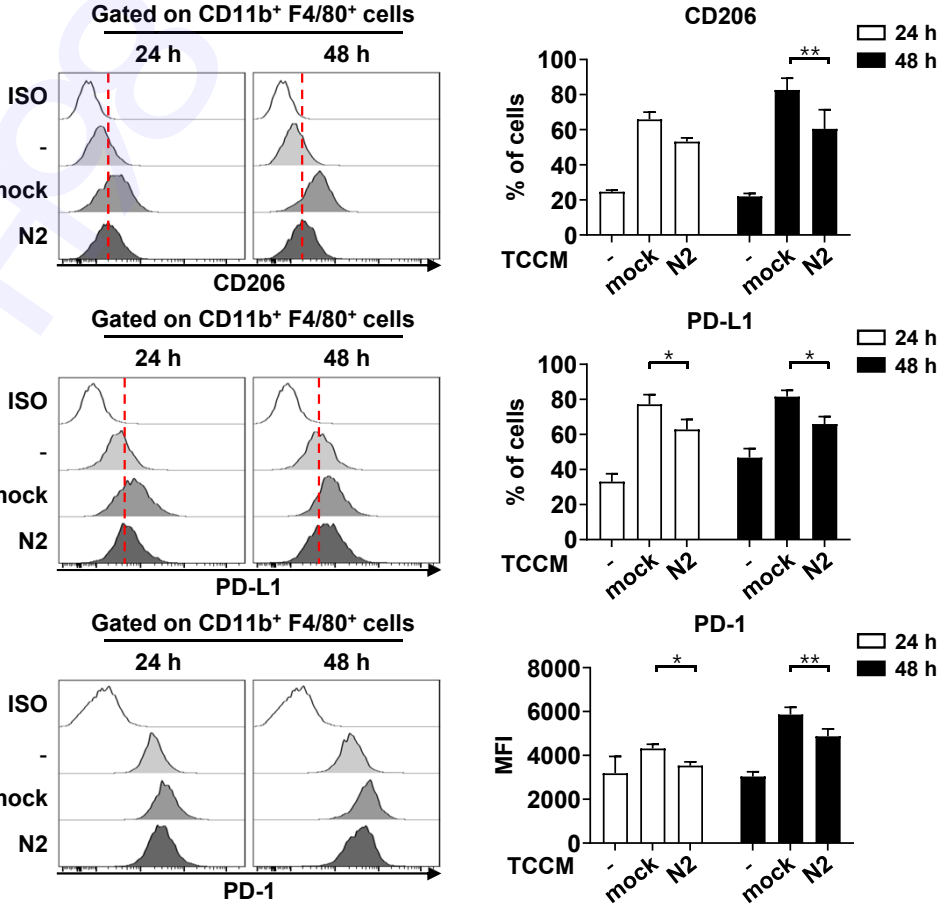 Gated on CD11b⁺ F4/80⁺ cells
24 h 48 h
ISO
-
mock
N2
CD206
CD206
24 h
48 h
**
% of cells
100
80
60
40
20
0
TCCM - mock N2 - mock N2
Gated on CD11b⁺ F4/80⁺ cells
24 h 48 h
ISO
-
mock
N2
PD-L1
PD-L1
24 h
48 h
* *
% of cells
100
80
60
40
20
0
TCCM - mock N2 - mock N2
Gated on CD11b⁺ F4/80⁺ cells
24 h 48 h
ISO
-
mock
N2
PD-1
PD-1
24 h
48 h
* **
MFI
8000
6000
4000
2000
0
TCCM - mock N2 - mock N2